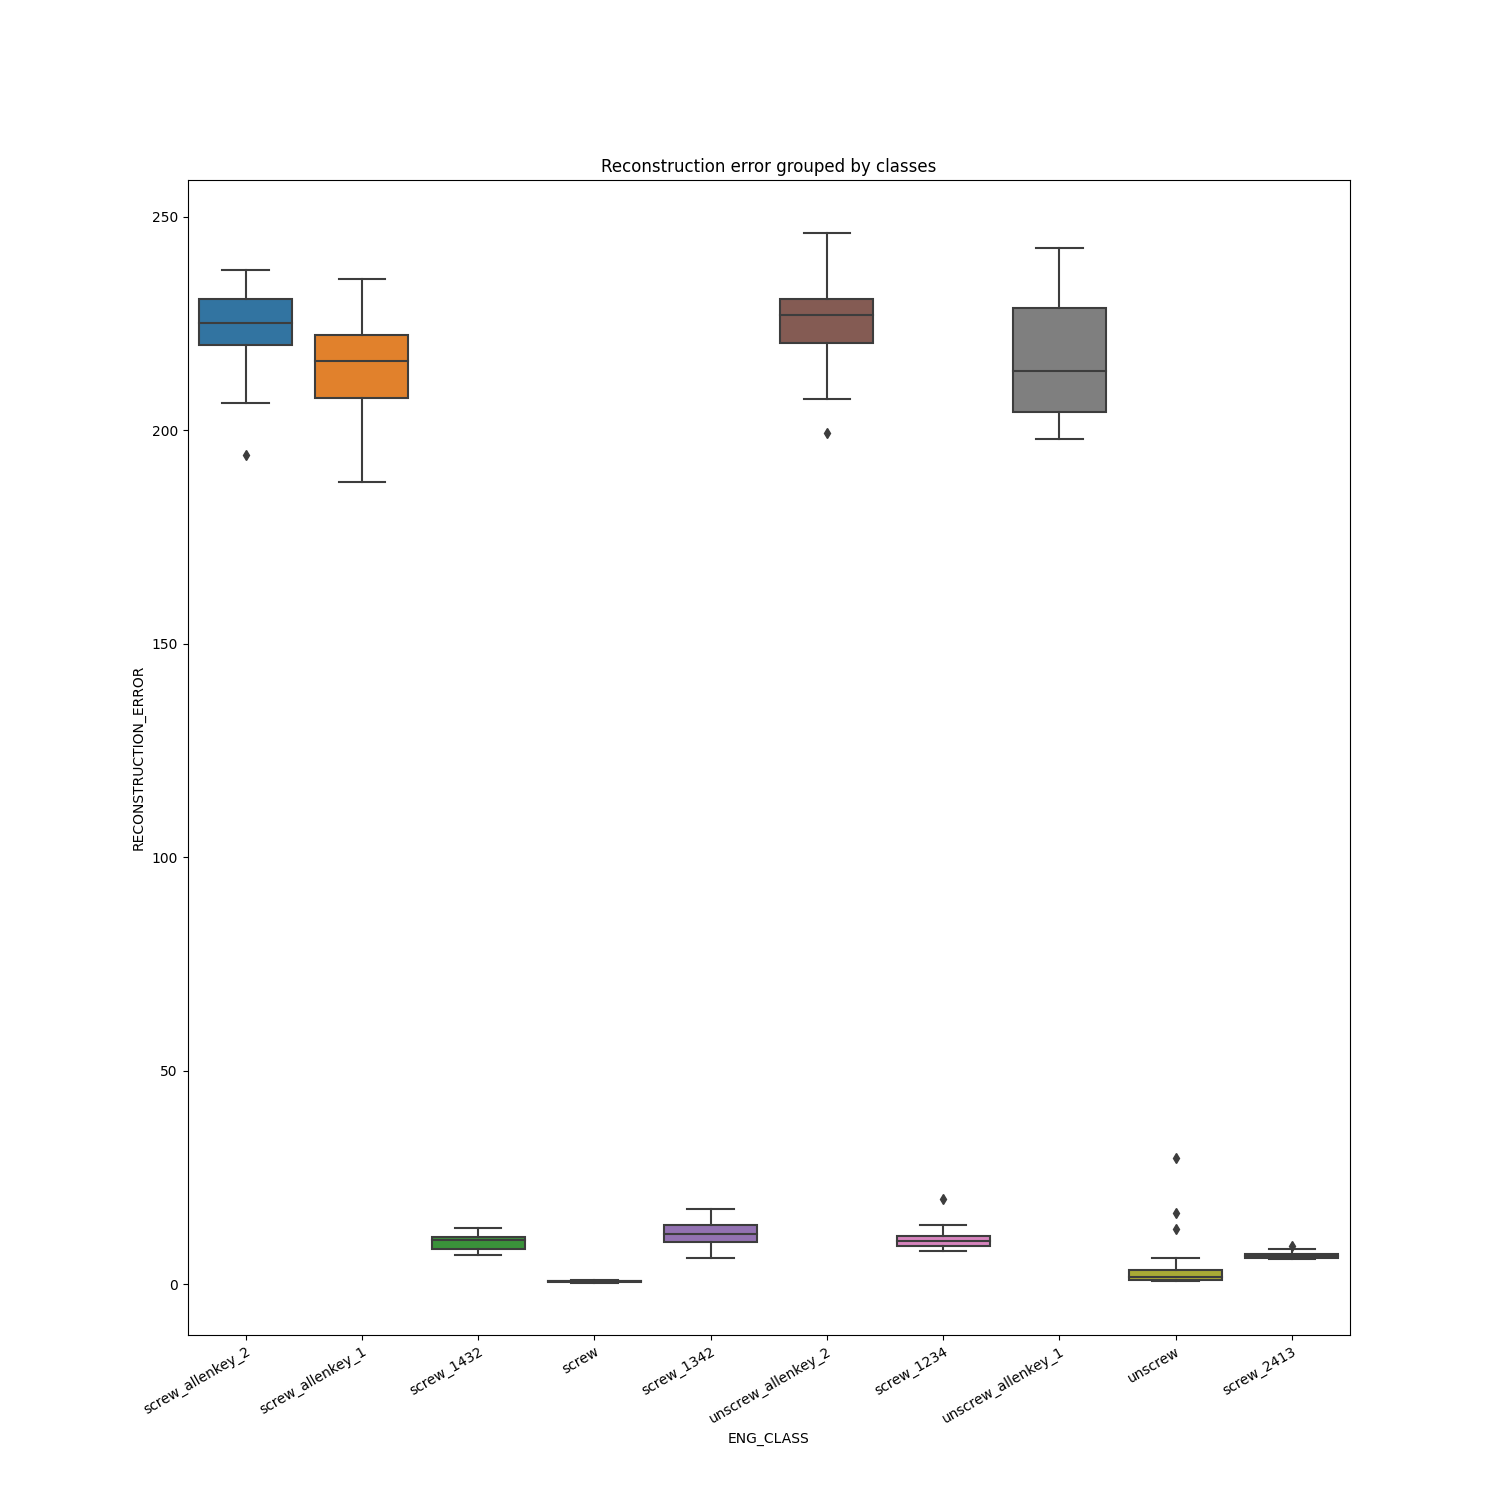 Reconstruction error grouped by classes
250
200
150
100
50
0
RECONSTRUCTION_ERROR
screw_allenkey_2
screw_allenkey_1
screw_1432
screw
screw_1342
unscrew_allenkey_2
screw_1234
unscrew_allenkey_1
unscrew
screw_2413
ENG_CLASS